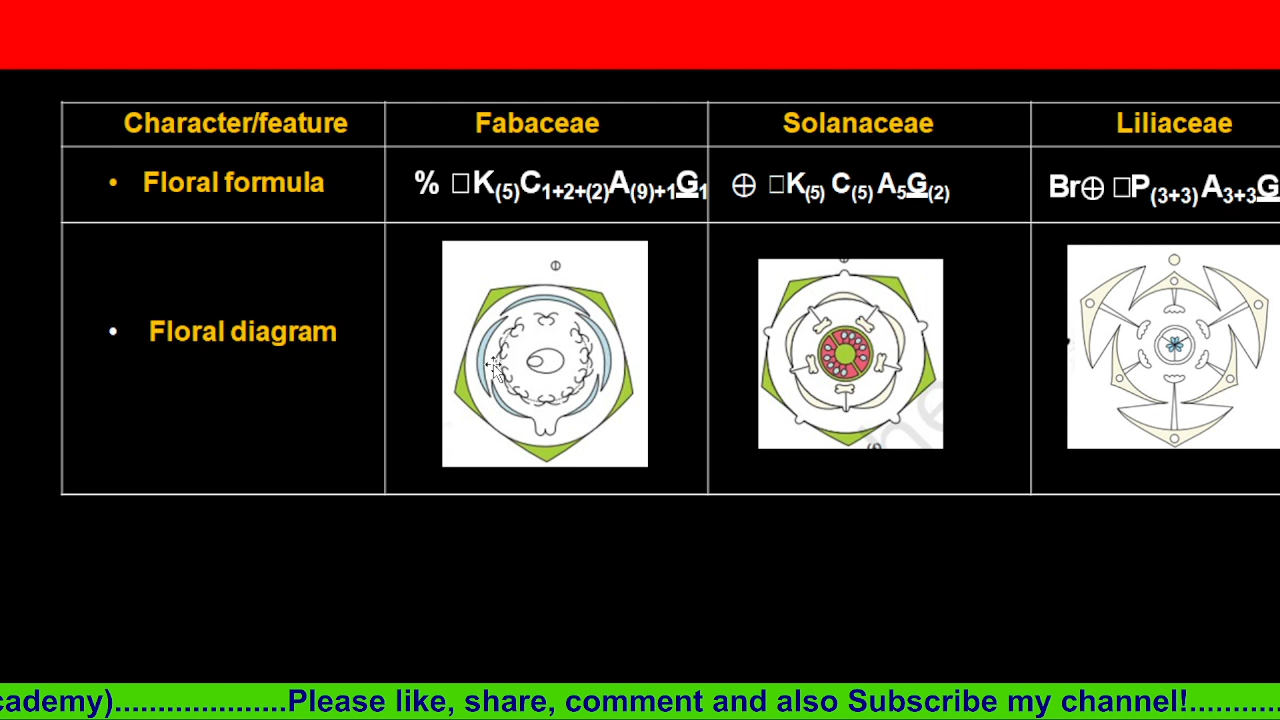 Character/feature Fabaceae Solanaceae Liliaceae
• Floral formula % □K(5)C1+2+(2)A(9)+1G1 ⊕ □K(5) C(5) A5G(2) Br⊕ □P(3+3) A3+3G
• Floral diagram
cademy)....................Please like, share, comment and also Subscribe my channel!...........